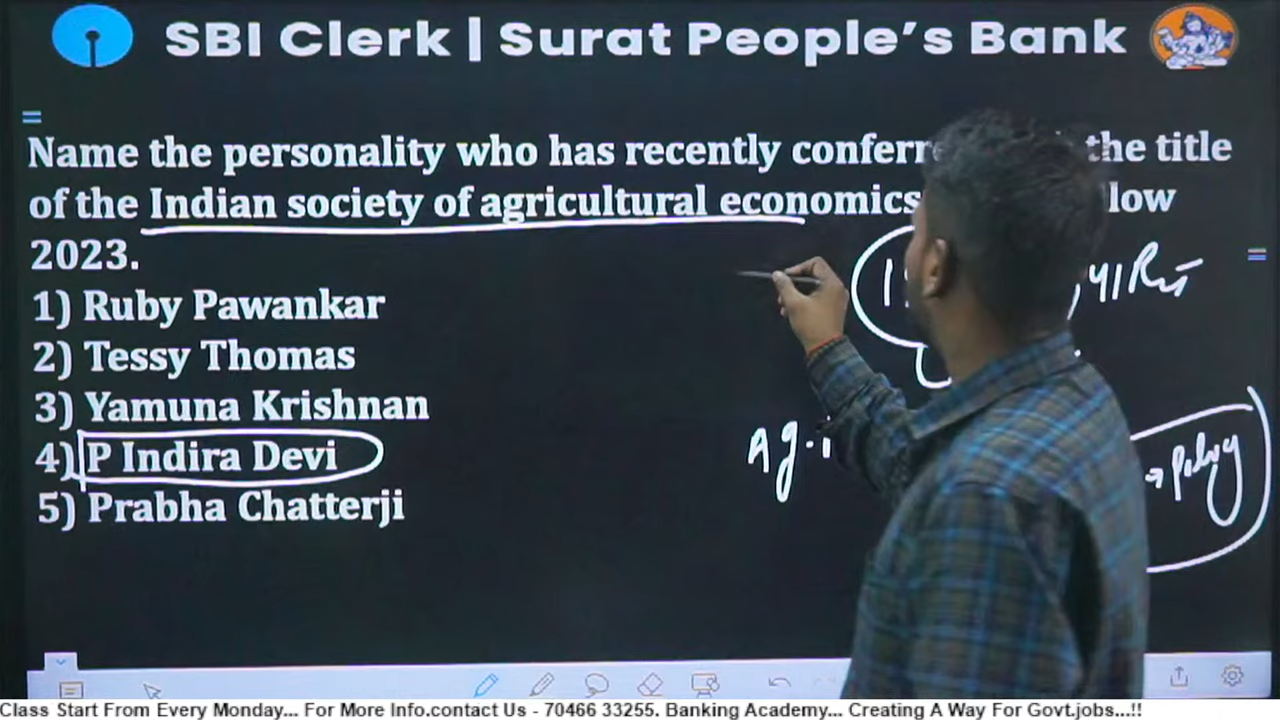 SBI Clerk | Surat People's Bank
Name the personality who has recently conferr the title
of the Indian society of agricultural economics low
2023.
1) Ruby Pawankar
2) Tessy Thomas
3) Yamuna Krishnan
4) P Indira Devi
5) Prabha Chatterji
Ag.
Policy
Class Start From Every Monday... For More Info.contact Us - 70466 33255. Banking Academy... Creating A Way For Govt.jobs...!!